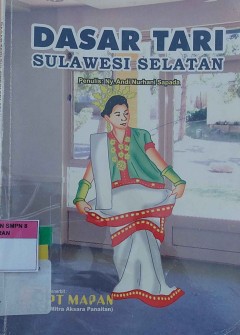 DASAR TARI
SULAWESI SELATAN
Penulis: Ny. Andi Nurhani Sapada
SMPN 8
PT MAPAN
(Mitra Aksara Panaitan)